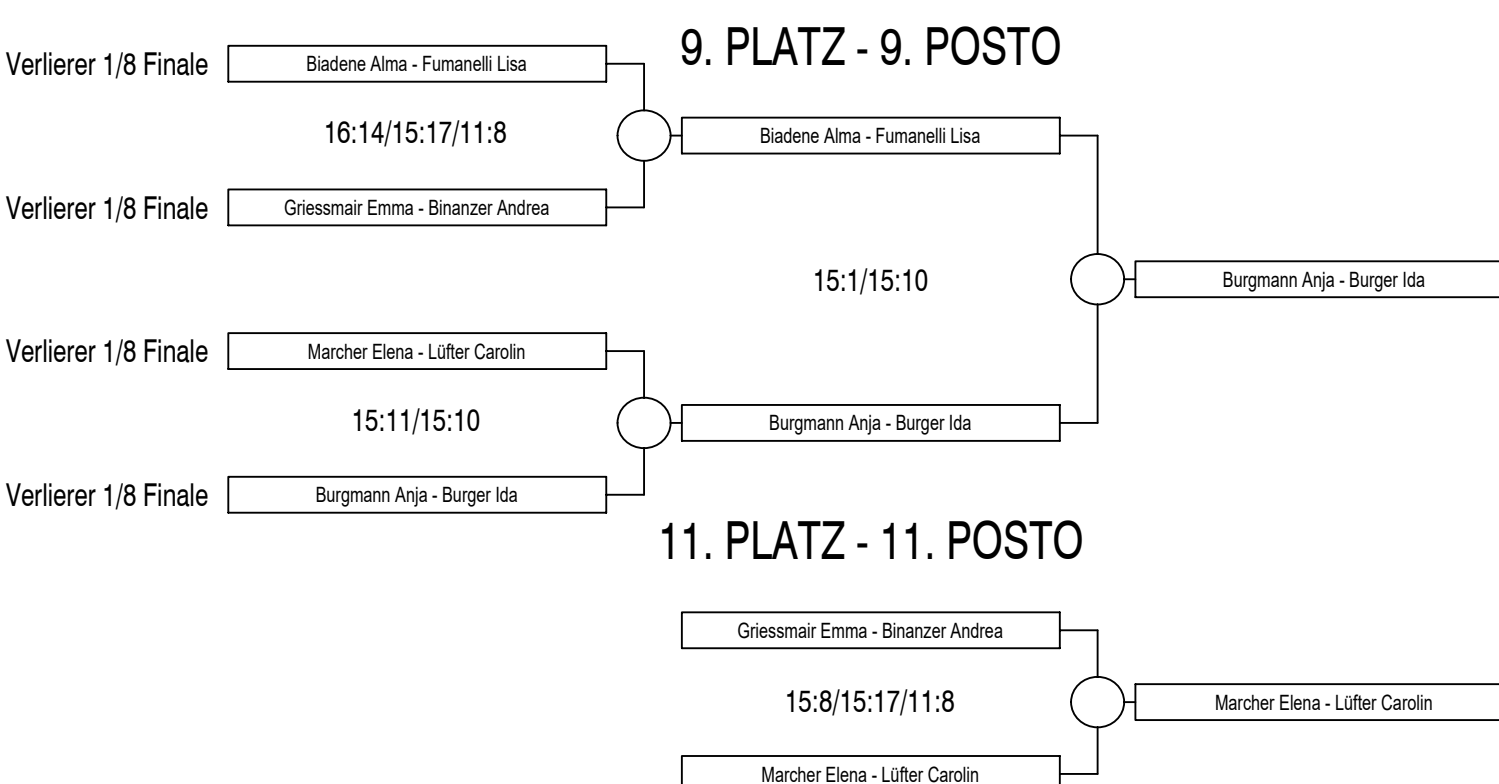 9. PLATZ - 9. POSTO
Verlierer 1/8 Finale
Biadene Alma - Fumanelli Lisa
16:14/15:17/11:8
Biadene Alma - Fumanelli Lisa
Verlierer 1/8 Finale
Griessmair Emma - Binanzer Andrea
15:1/15:10
Burgmann Anja - Burger Ida
Verlierer 1/8 Finale
Marcher Elena - Lüfter Carolin
15:11/15:10
Burgmann Anja - Burger Ida
Verlierer 1/8 Finale
Burgmann Anja - Burger Ida
11. PLATZ - 11. POSTO
Griessmair Emma - Binanzer Andrea
15:8/15:17/11:8
Marcher Elena - Lüfter Carolin
Marcher Elena - Lüfter Carolin